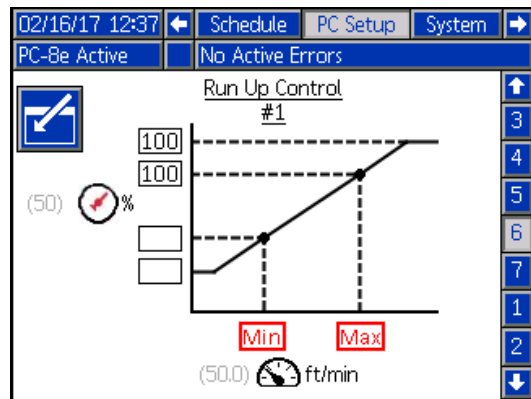 02/16/17 12:37 Schedule PC Setup System
PC-8e Active No Active Errors
Run Up Control
#1
100
100
(50) %
Min Max
(50.0) ft/min
3
4
5
6
7
1
2